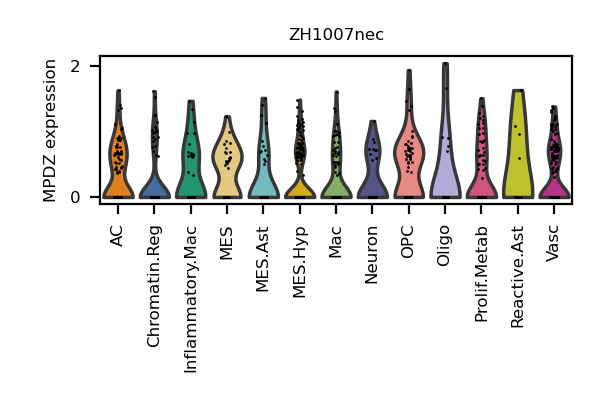 ZH1007nec
MPDZ expression
2
0
AC
Chromatin.Reg
Inflammatory.Mac
MES
MES.Ast
MES.Hyp
Mac
Neuron
OPC
Oligo
Prolif.Metab
Reactive.Ast
Vasc